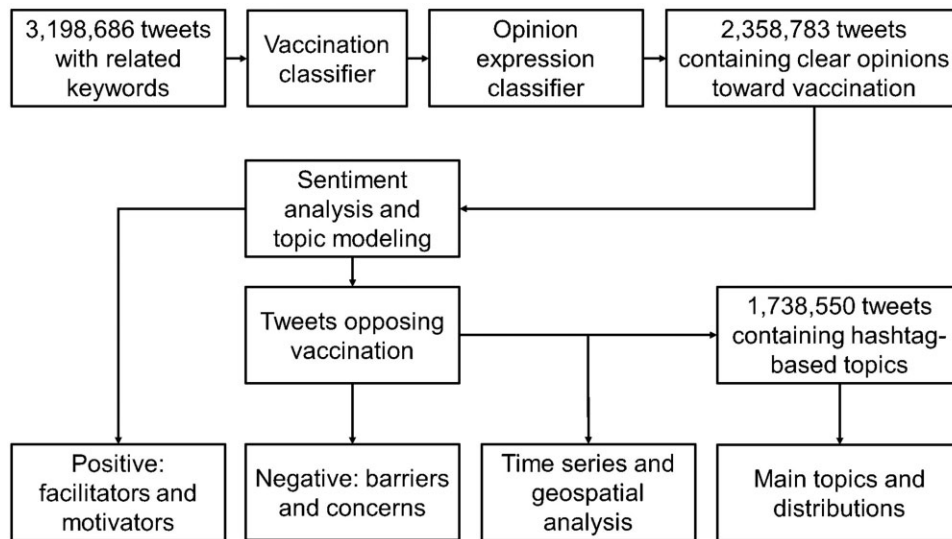 3,198,686 tweets
with related
keywords
Vaccination
classifier
Opinion
expression
classifier
2,358,783 tweets
containing clear opinions
toward vaccination
Sentiment
analysis and
topic modeling
Tweets opposing
vaccination
1,738,550 tweets
containing hashtag-
based topics
Positive:
facilitators and
motivators
Negative: barriers
and concerns
Time series and
geospatial
analysis
Main topics and
distributions